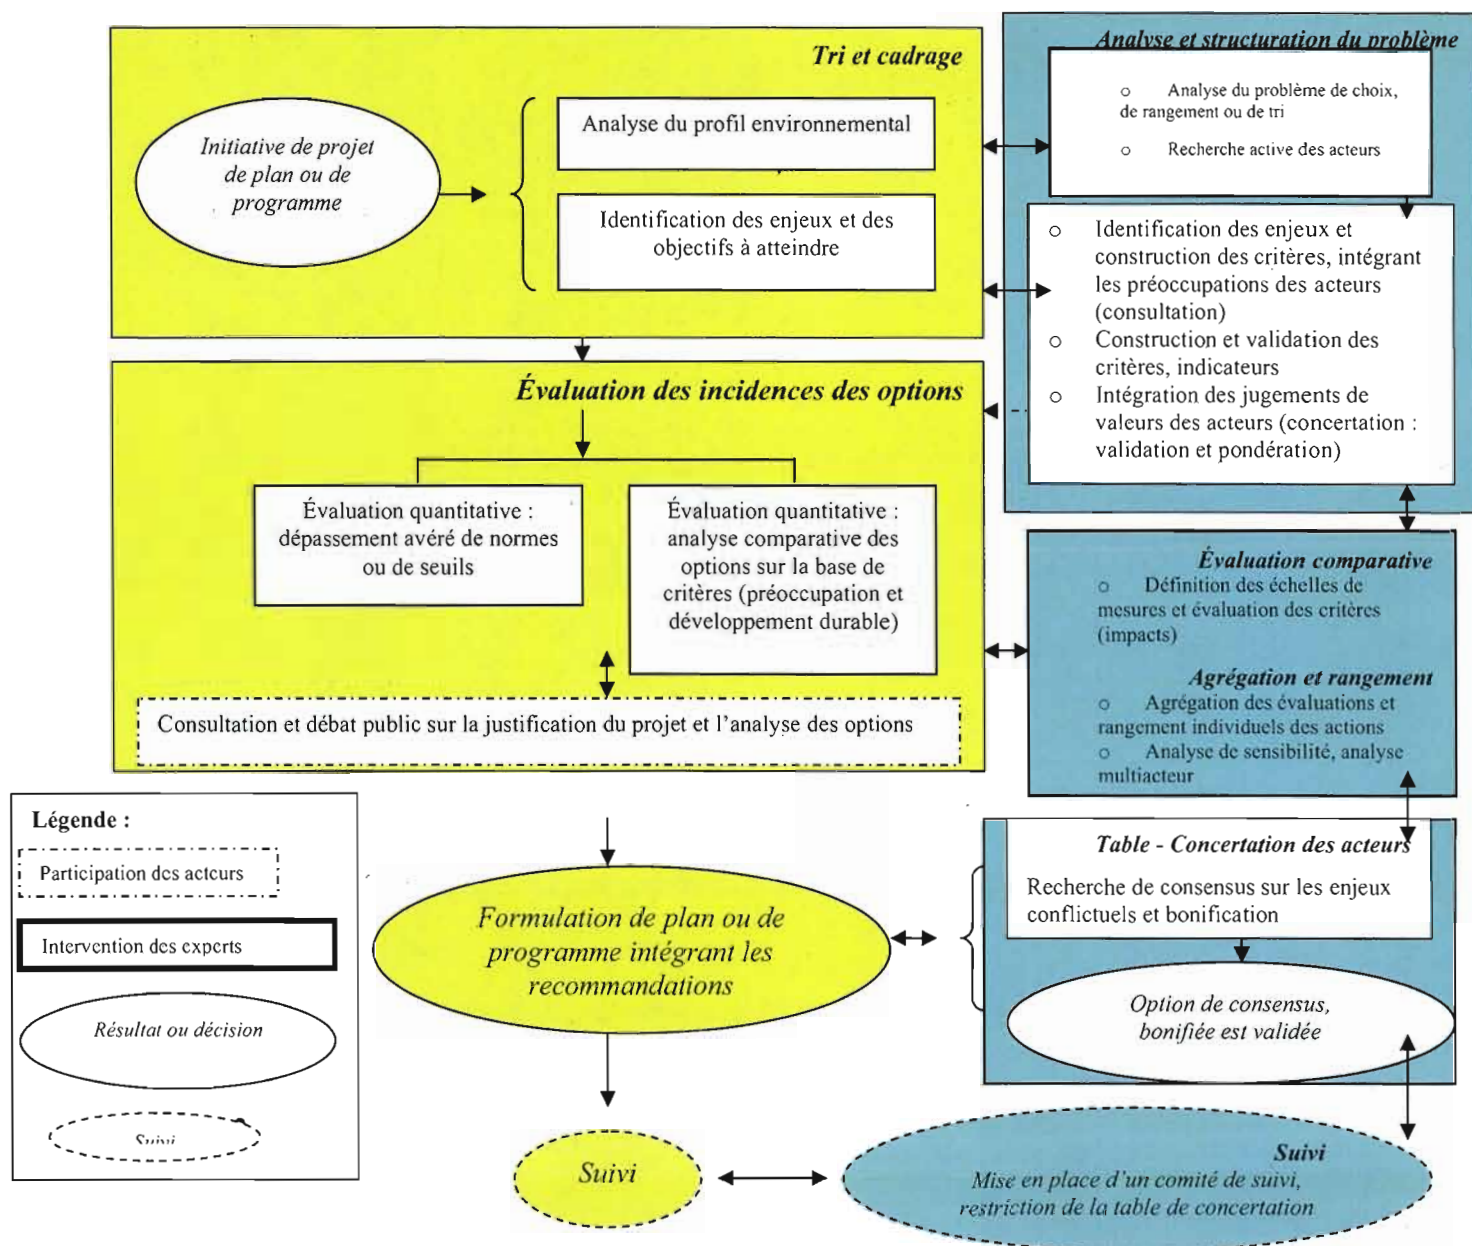 Tri et cadrage
Initiative de projet
de plan ou de
programme
Analyse du profil environnemental
Identification des enjeux et des
objectifs à atteindre
Analyse et structuration du problème
o Analyse du problème de choix,
de rangement ou de tri
o Recherche active des acteurs
o Identification des enjeux et
construction des critères, intégrant
les préoccupations des acteurs
(consultation)
o Construction et validation des
critères, indicateurs
o Intégration des jugements de
valeurs des acteurs (concertation :
validation et pondération)
Évaluation des incidences des options
Évaluation quantitative :
dépassement avéré de normes
ou de seuils
Évaluation quantitative :
analyse comparative des
options sur la base de
critères (préoccupation et
développement durable)
Consultation et débat public sur la justification du projet et l'analyse des options
Évaluation comparative
o Définition des échelles de
mesures et évaluation des critères
(impacts)
Agrégation et rangement
o Agrégation des évaluations et
rangement individuels des actions
o Analyse de sensibilité, analyse
multiacteur
Légende :
Participation des acteurs
Intervention des experts
Résultat ou décision
Suivi
Formulation de plan ou de
programme intégrant les
recommandations
Table - Concertation des acteurs
Recherche de consensus sur les enjeux
conflictuels et bonification
Option de consensus,
bonifiée est validée
Suivi
Suivi
Mise en place d'un comité de suivi,
restriction de la table de concertation